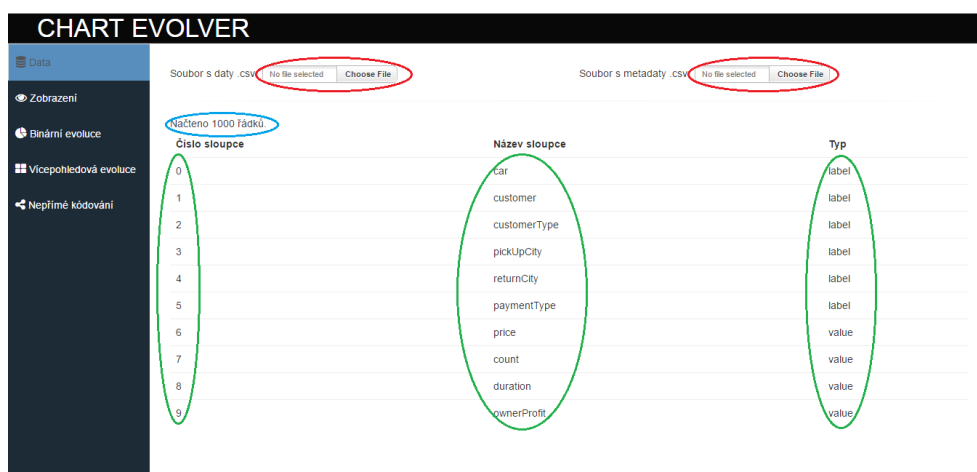 CHART EVOLVER
Data
Zobrazení
Binární evoluce
Vícepohledová evoluce
Nepřímé kódování
Soubor s daty .csv No file selected Choose File
Soubor s metadaty .csv No file selected Choose File
Načteno 1000 řádků.
Číslo sloupce Název sloupce Typ
0 car label
1 customer label
2 customerType label
3 pickUpCity label
4 returnCity label
5 paymentType label
6 price value
7 count value
8 duration value
9 ownerProfit value